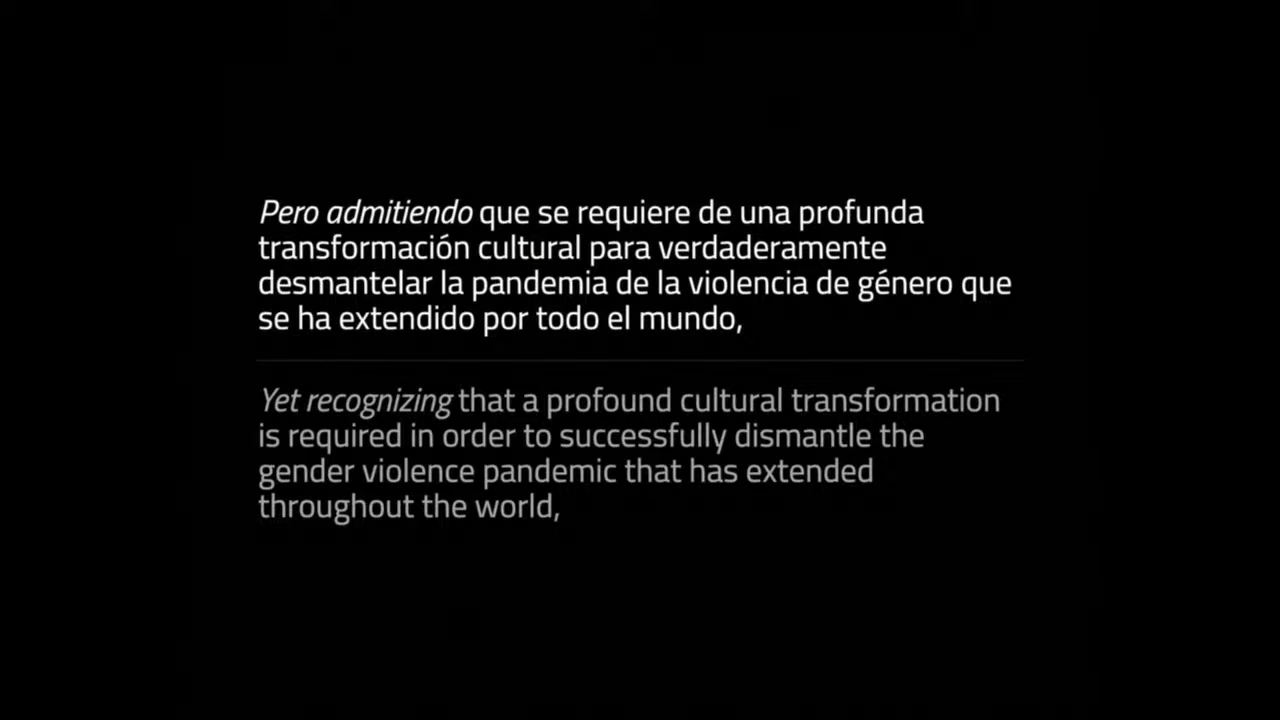 Pero admitiendo que se requiere de una profunda
transformación cultural para verdaderamente
desmantelar la pandemia de la violencia de género que
se ha extendido por todo el mundo,
Yet recognizing that a profound cultural transformation
is required in order to successfully dismantle the
gender violence pandemic that has extended
throughout the world,